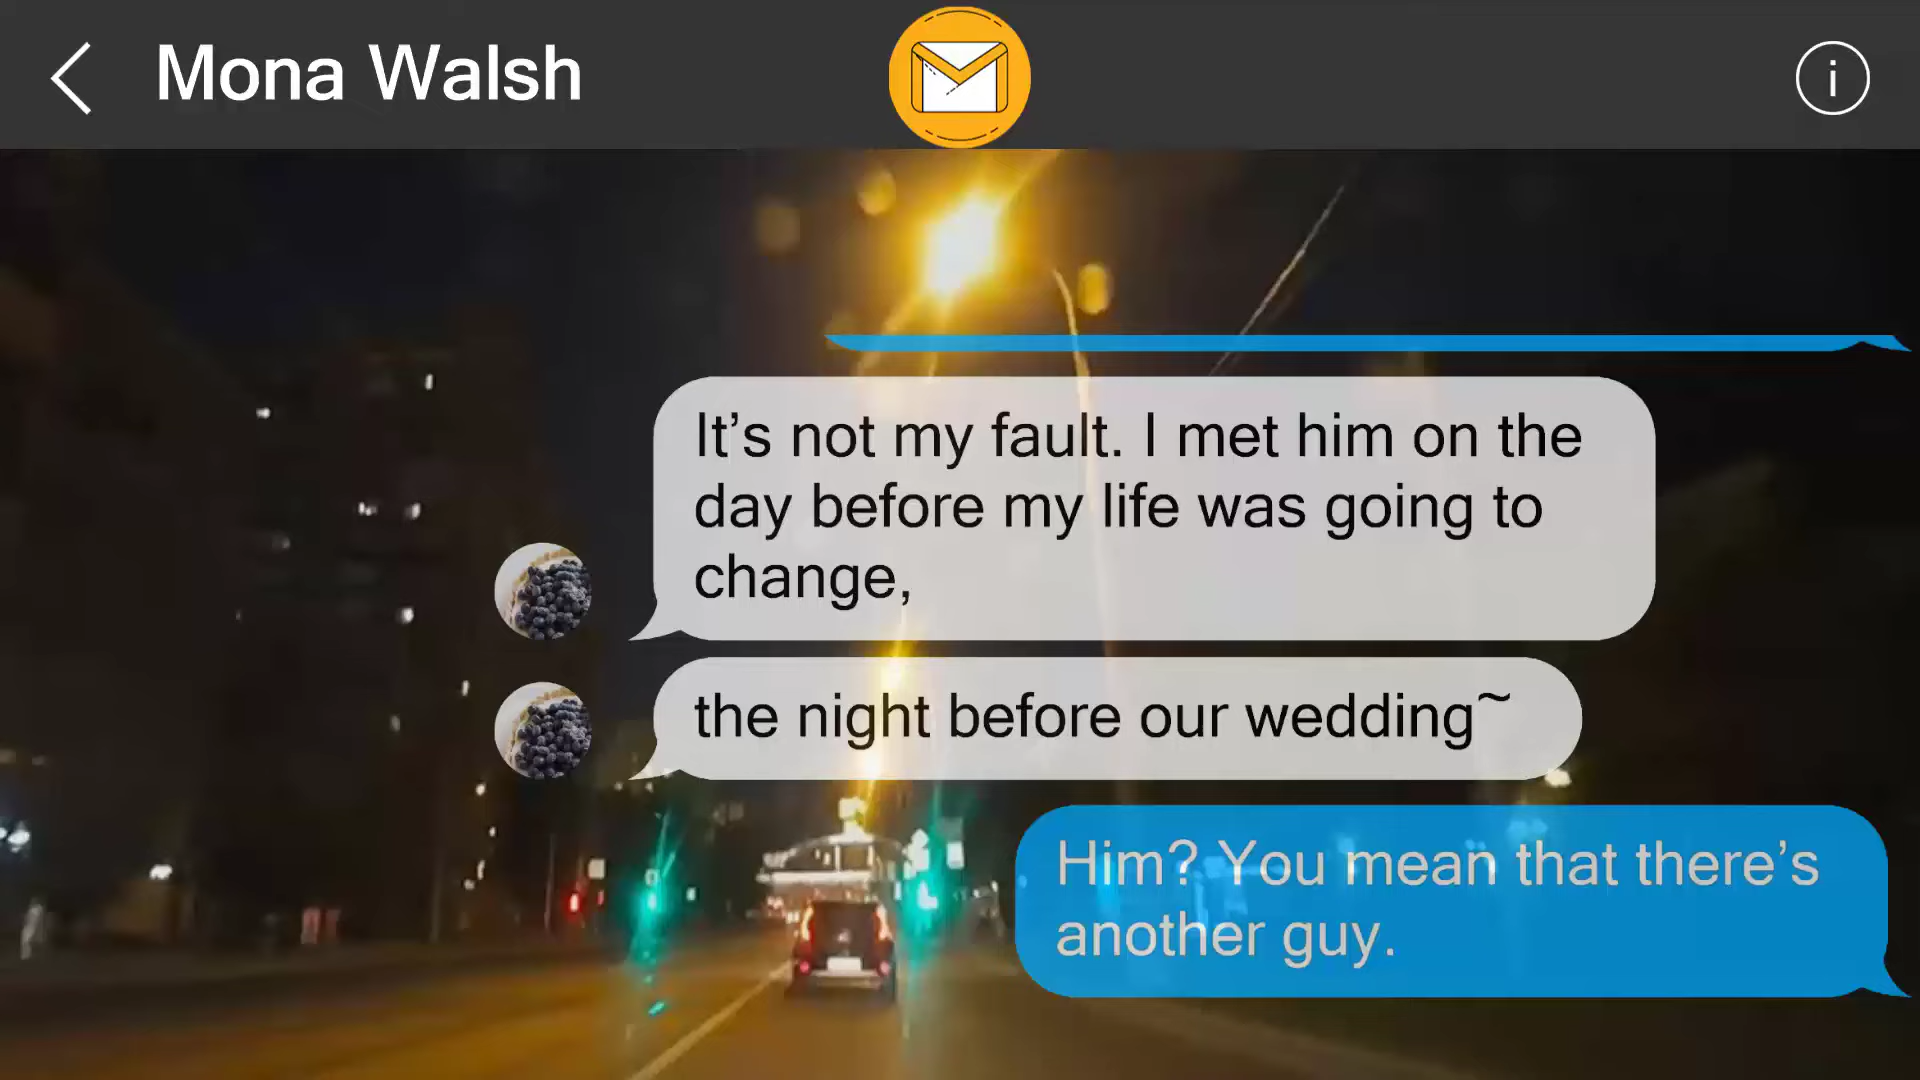 Mona Walsh
It’s not my fault. I met him on the
day before my life was going to
change,
the night before our wedding~
Him? You mean that there’s
another guy.